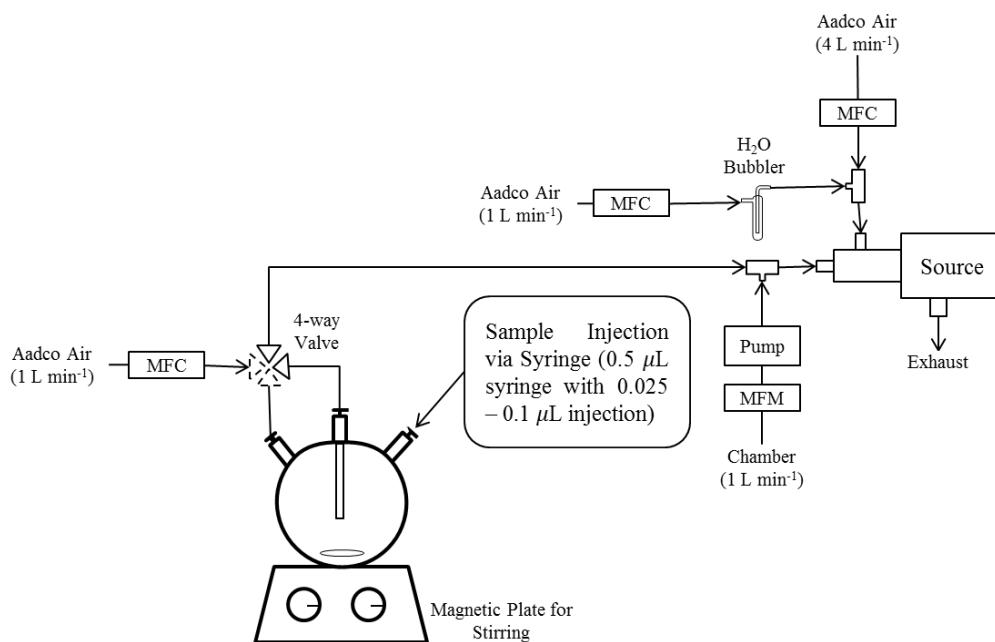 Aadco Air
(4 L min⁻¹)
MFC
H₂O
Bubbler
Aadco Air
(1 L min⁻¹)
MFC
Source
Exhaust
4-way
Valve
Aadco Air
(1 L min⁻¹)
MFC
Sample Injection
via Syringe (0.5 μL
syringe with 0.025
– 0.1 μL injection)
Pump
MFM
Chamber
(1 L min⁻¹)
Magnetic Plate for
Stirring